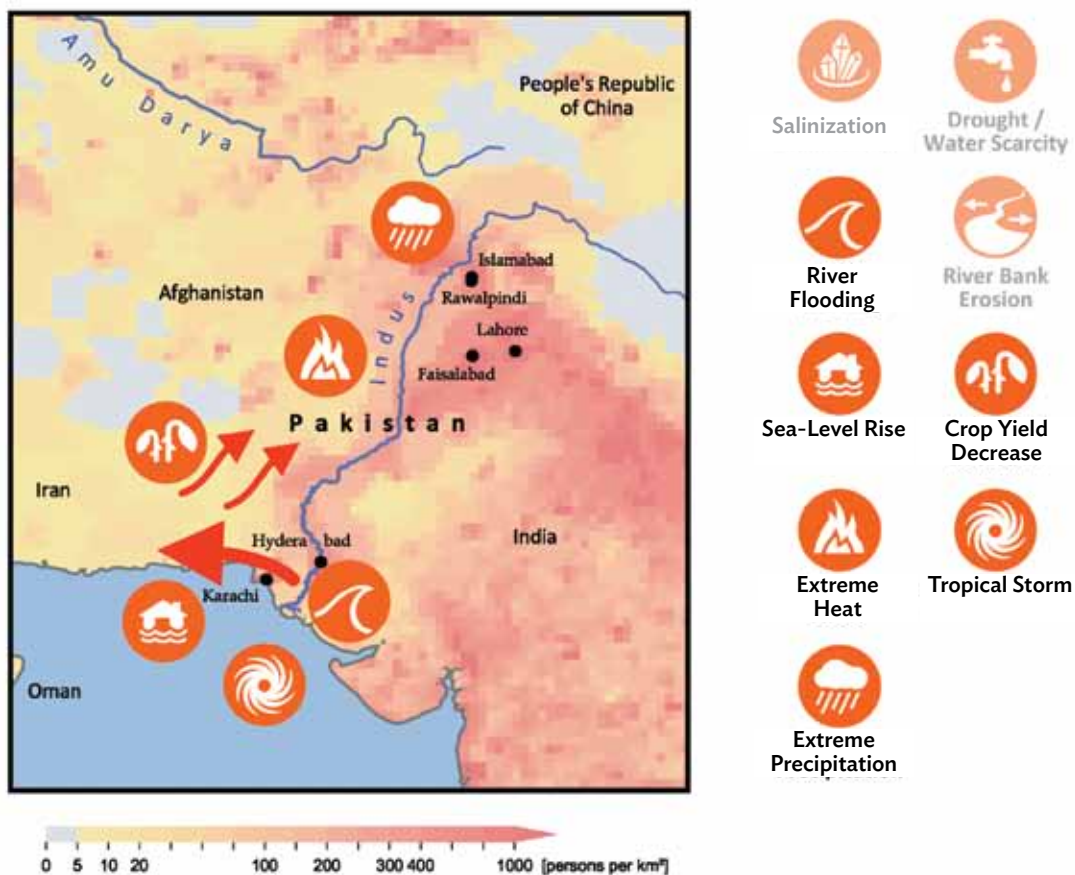 Amu Darya
People's Republic
of China
Islamabad
Rawalpindi
Afghanistan
Indus
Lahore
Faisalabad
Pakistan
Iran
India
Hydera bad
Karachi
Oman
0 5 10 20 100 200 300 400 1000 [persons per km²]
Salinization
Drought /
Water Scarcity
River
Flooding
River Bank
Erosion
Sea-Level Rise
Crop Yield
Decrease
Extreme
Heat
Tropical Storm
Extreme
Precipitation